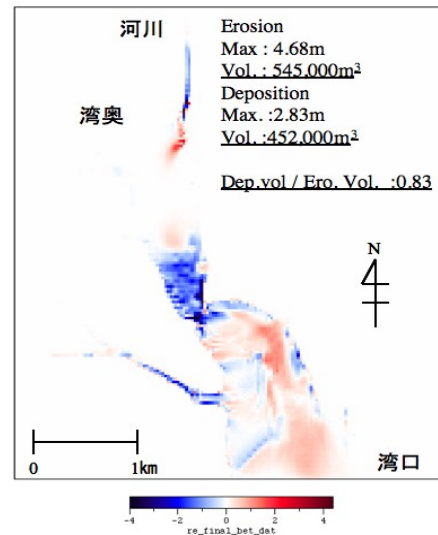 河川
Erosion
Max : 4.68m
Vol. : 545,000m³
Deposition
湾奥
Max. :2.83m
Vol. :452,000m³
Dep.vol / Ero. Vol. :0.83
N
0 1km
湾口
-4 -2 0 2 4
re_final_bet_dat